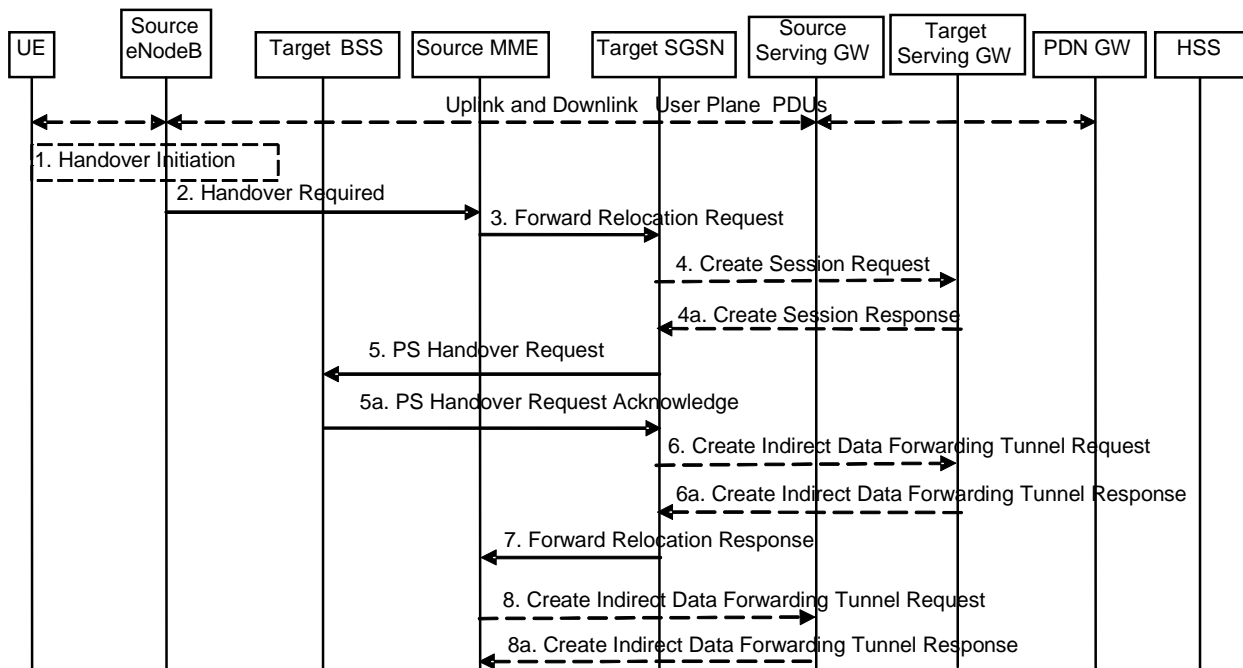 UE
Source
eNodeB
Target BSS
Source MME
Target SGSN
Source
Serving GW
Target
Serving GW
PDN GW
HSS
Uplink and Downlink User Plane PDUs
1. Handover Initiation
2. Handover Required
3. Forward Relocation Request
4. Create Session Request
4a. Create Session Response
5. PS Handover Request
5a. PS Handover Request Acknowledge
6. Create Indirect Data Forwarding Tunnel Request
6a. Create Indirect Data Forwarding Tunnel Response
7. Forward Relocation Response
8. Create Indirect Data Forwarding Tunnel Request
8a. Create Indirect Data Forwarding Tunnel Response